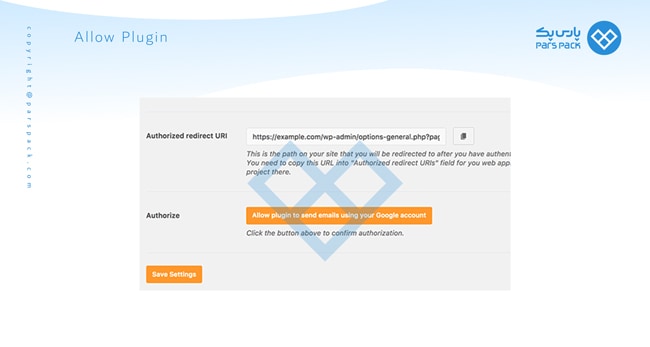 Allow Plugin
پارس پک
PARS PACK
copyright@parspack.com
Authorized redirect URI
https://example.com/wp-admin/options-general.php?pag
This is the path on your site that you will be redirected to after you have authent
You need to copy this URL into "Authorized redirect URIs" field for you web appl
project there.
Authorize
Allow plugin to send emails using your Google account
Click the button above to confirm authorization.
Save Settings